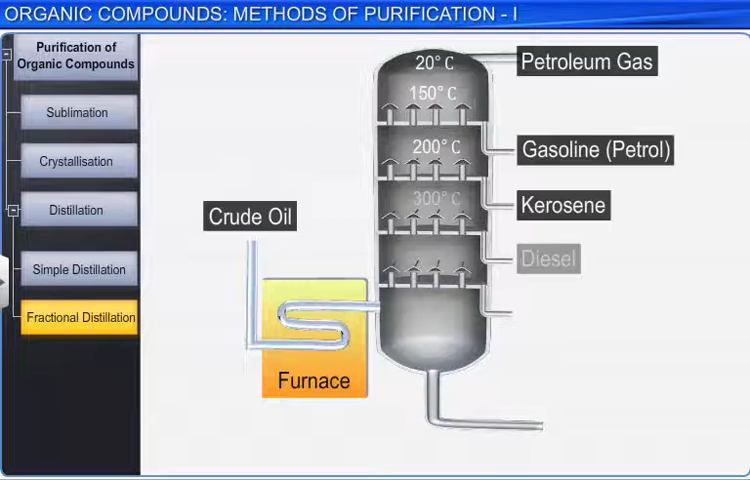 ORGANIC COMPOUNDS: METHODS OF PURIFICATION - I
Purification of
Organic Compounds
Sublimation
Crystallisation
Distillation
Simple Distillation
Fractional Distillation
20° C
Petroleum Gas
150° C
200° C
Gasoline (Petrol)
300° C
Kerosene
Crude Oil
Diesel
Furnace